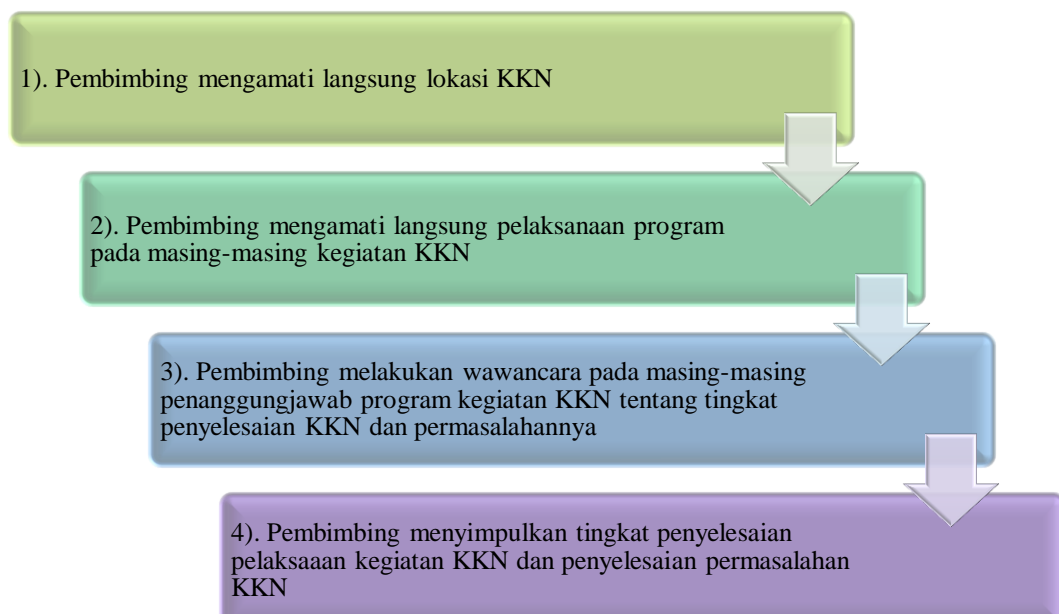 1). Pembimbing mengamati langsung lokasi KKN
2). Pembimbing mengamati langsung pelaksanaan program
pada masing-masing kegiatan KKN
3). Pembimbing melakukan wawancara pada masing-masing
penanggungjawab program kegiatan KKN tentang tingkat
penyelesaian KKN dan permasalahannya
4). Pembimbing menyimpulkan tingkat penyelesaian
pelaksaaan kegiatan KKN dan penyelesaian permasalahan
KKN